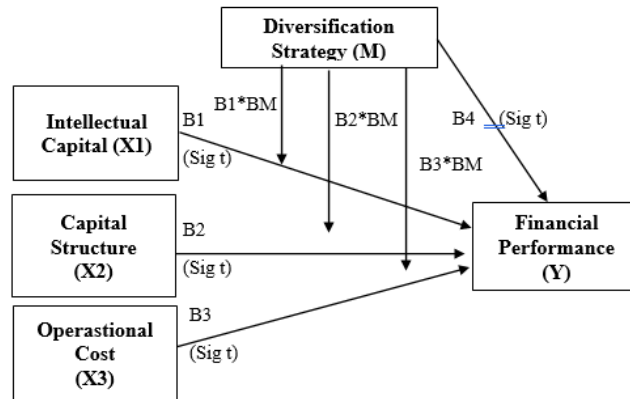 Diversification
Strategy (M)
B1
B1*BM
B2*BM
B4
(Sig t)
Intellectual
Capital (X1)
(Sig t)
B3*BM
Capital
Structure
(X2)
B2
(Sig t)
Financial
Performance
(Y)
Operastional
Cost
(X3)
B3
(Sig t)